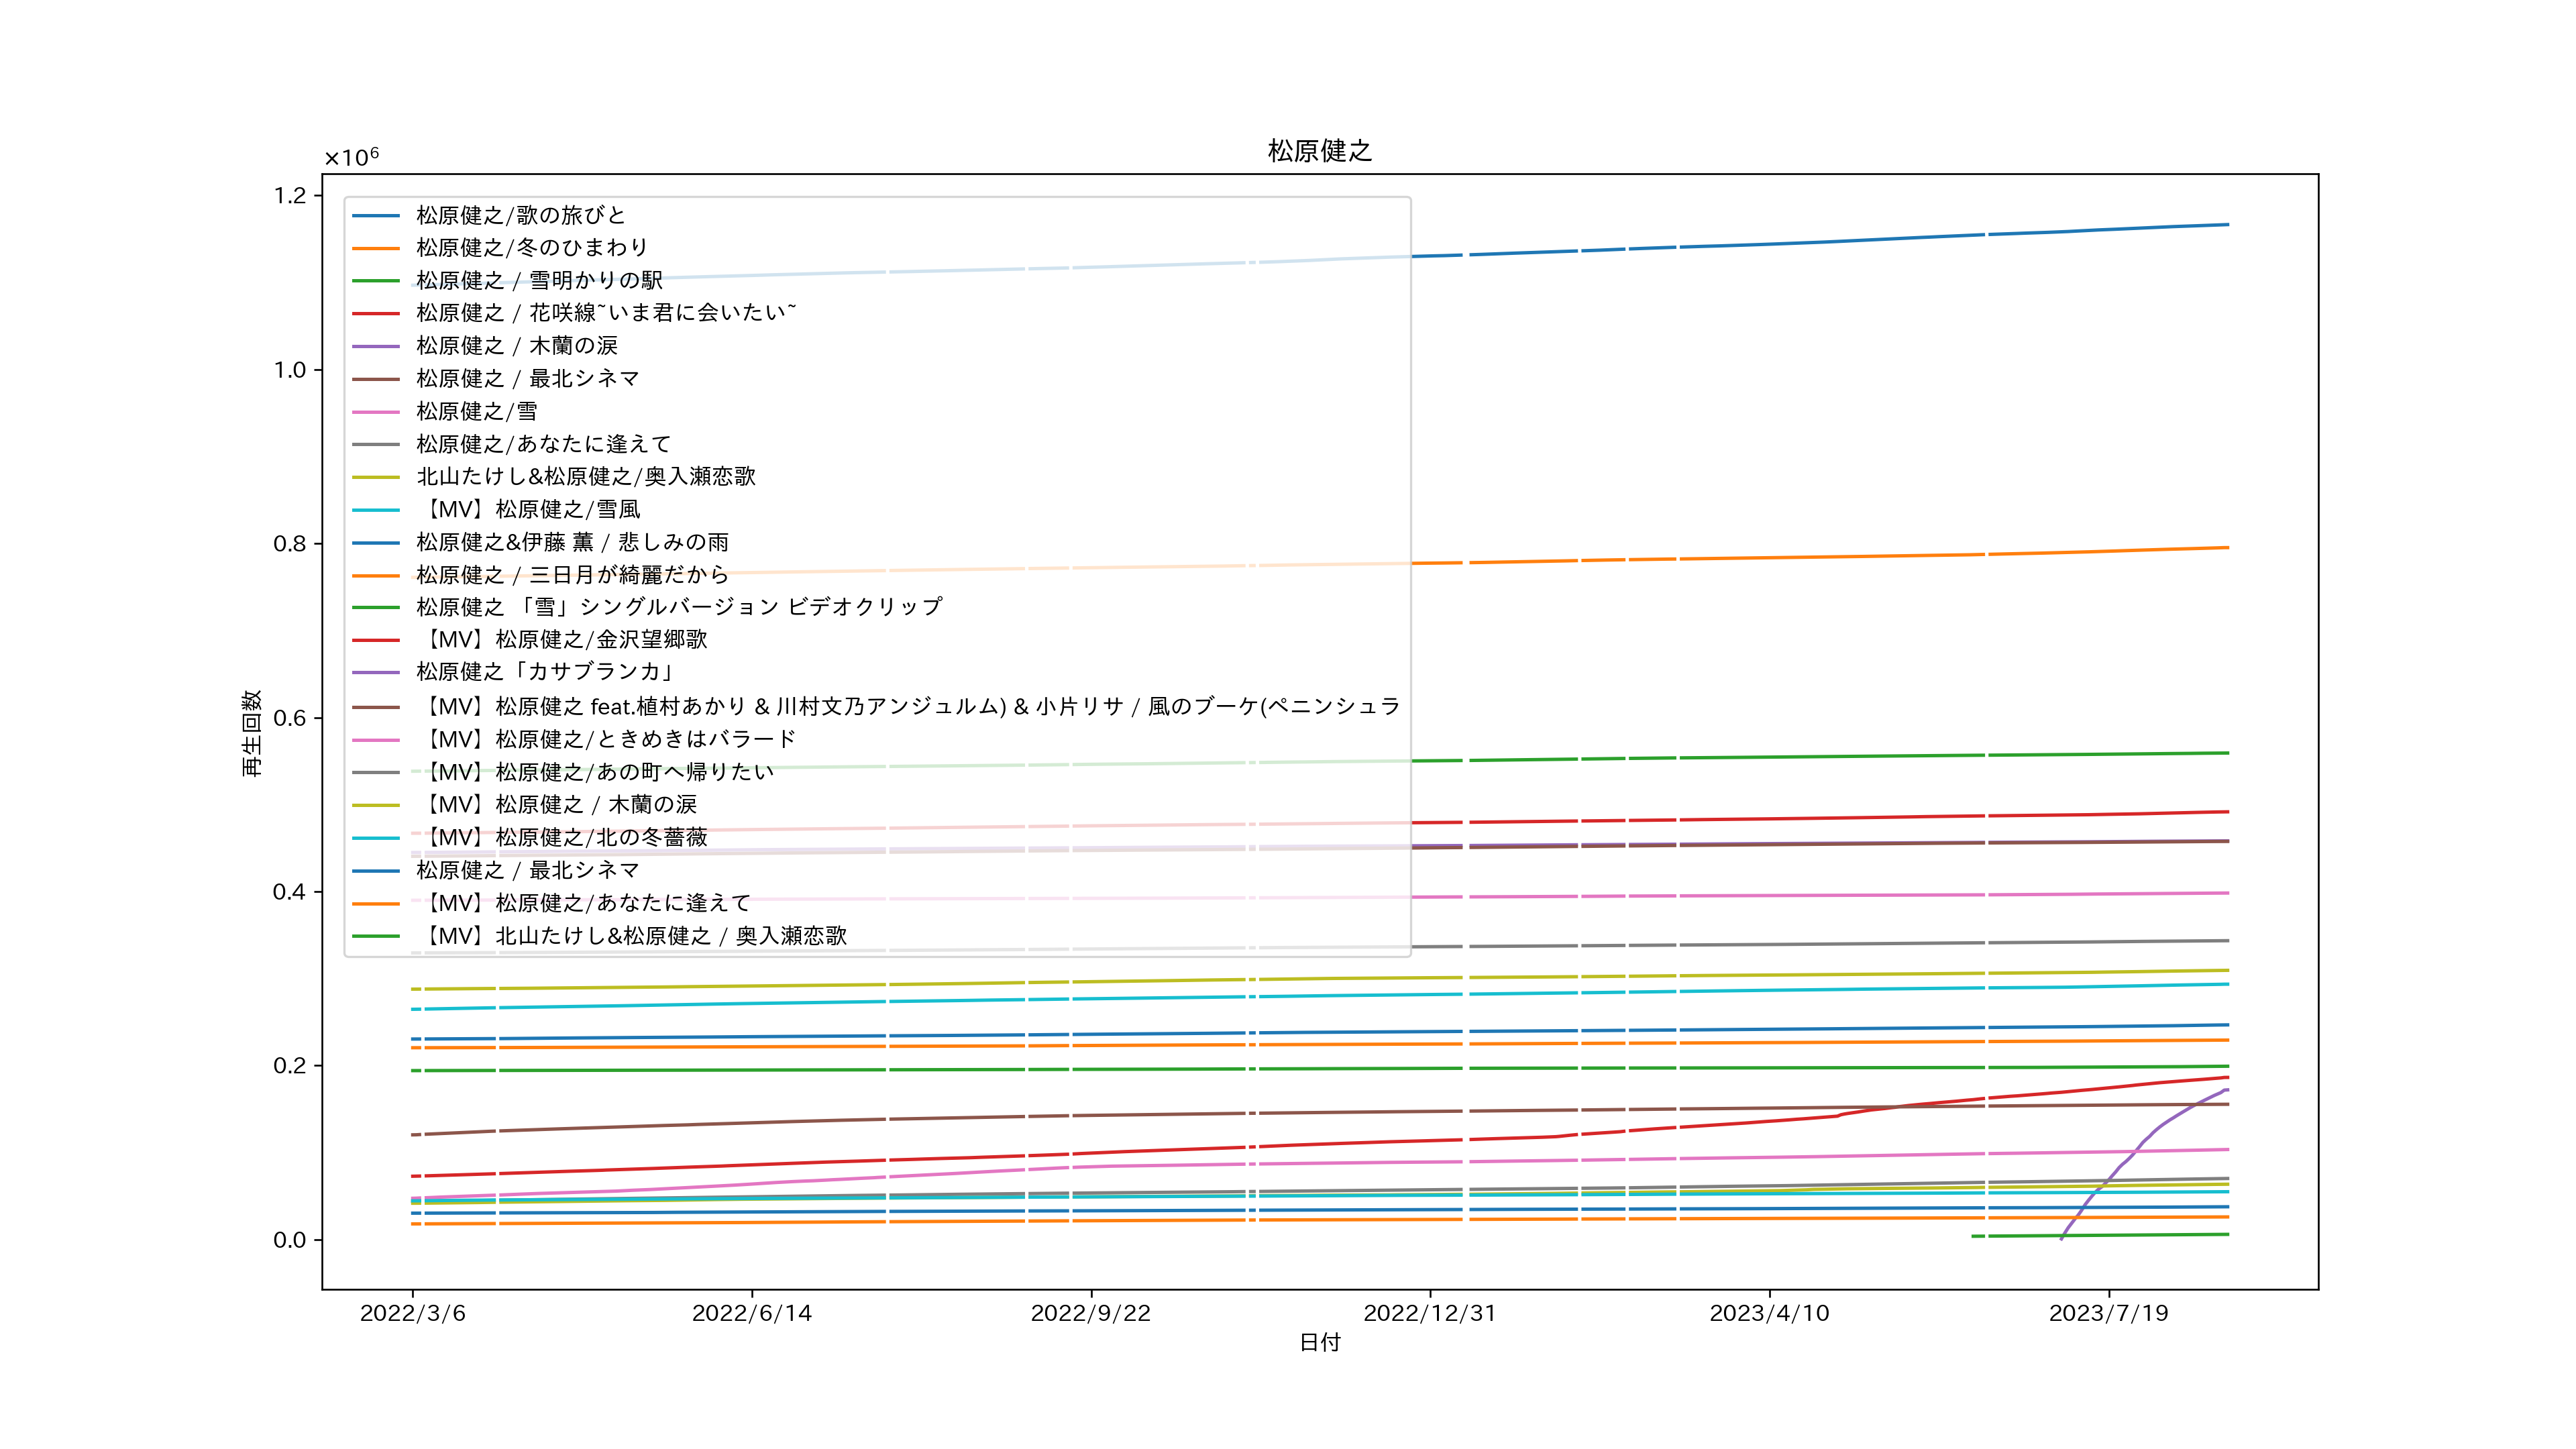 松原健之
×10⁶
1.2
1.0
0.8
0.6
0.4
0.2
0.0
再生回数
松原健之/歌の旅びと
松原健之/冬のひまわり
松原健之 / 雪明かりの駅
松原健之 / 花咲線~いま君に会いたい~
松原健之 / 木蘭の涙
松原健之 / 最北シネマ
松原健之/雪
松原健之/あなたに逢えて
北山たけし&松原健之/奥入瀬恋歌
【MV】松原健之/雪風
松原健之&伊藤 薫 / 悲しみの雨
松原健之 / 三日月が綺麗だから
松原健之 「雪」シングルバージョン ビデオクリップ
【MV】松原健之/金沢望郷歌
松原健之「カサブランカ」
【MV】松原健之 feat.植村あかり & 川村文乃アンジュルム) & 小片リサ / 風のブーケ(ペニンシュラ
【MV】松原健之/ときめきはバラード
【MV】松原健之/あの町へ帰りたい
【MV】松原健之 / 木蘭の涙
【MV】松原健之/北の冬薔薇
松原健之 / 最北シネマ
【MV】松原健之/あなたに逢えて
【MV】北山たけし&松原健之 / 奥入瀬恋歌
2022/3/6 2022/6/14 2022/9/22 2022/12/31 2023/4/10 2023/7/19
日付